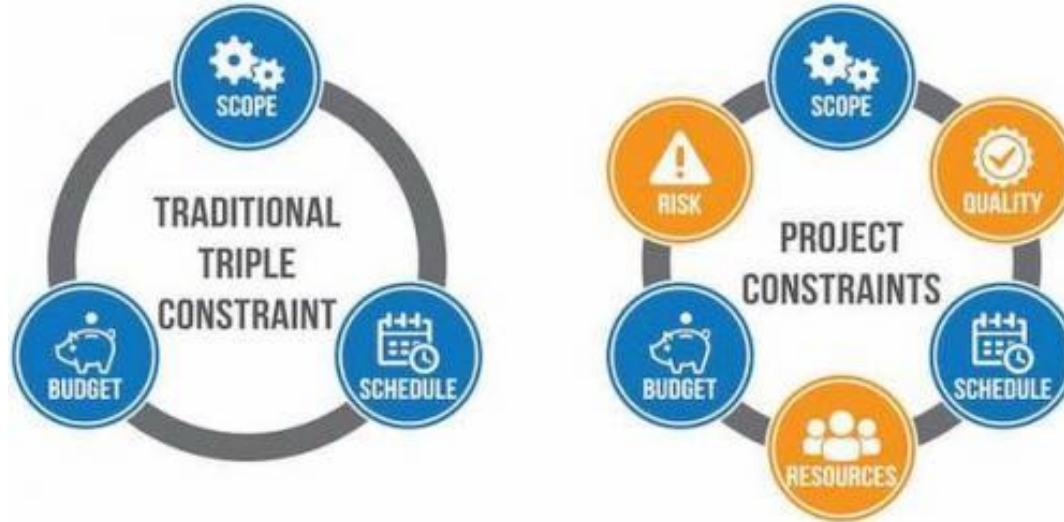 SCOPE
TRADITIONAL
TRIPLE
CONSTRAINT
BUDGET
SCHEDULE
SCOPE
RISK
QUALITY
PROJECT
CONSTRAINTS
BUDGET
SCHEDULE
RESOURCES